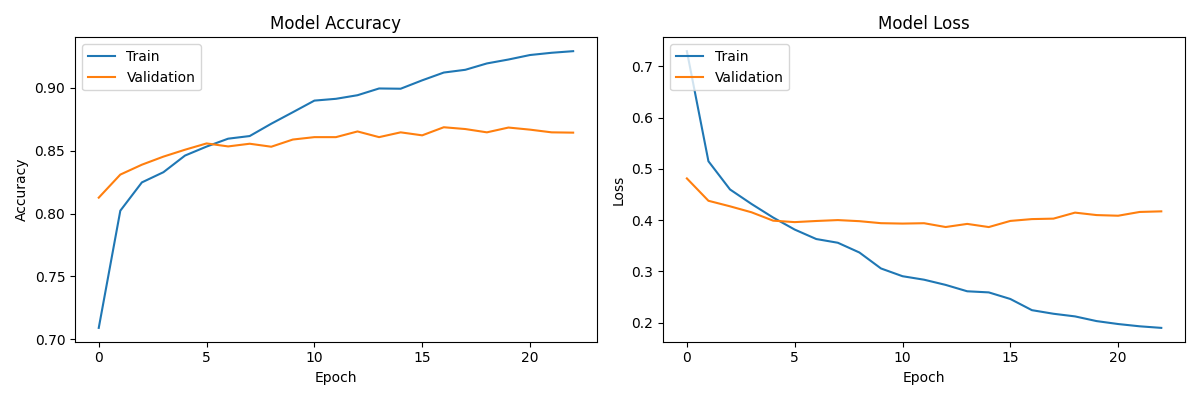 Model Accuracy
Train
Validation
Accuracy
0.90
0.85
0.80
0.75
0.70
0 5 10 15 20
Epoch
Model Loss
Train
Validation
Loss
0.7
0.6
0.5
0.4
0.3
0.2
0 5 10 15 20
Epoch